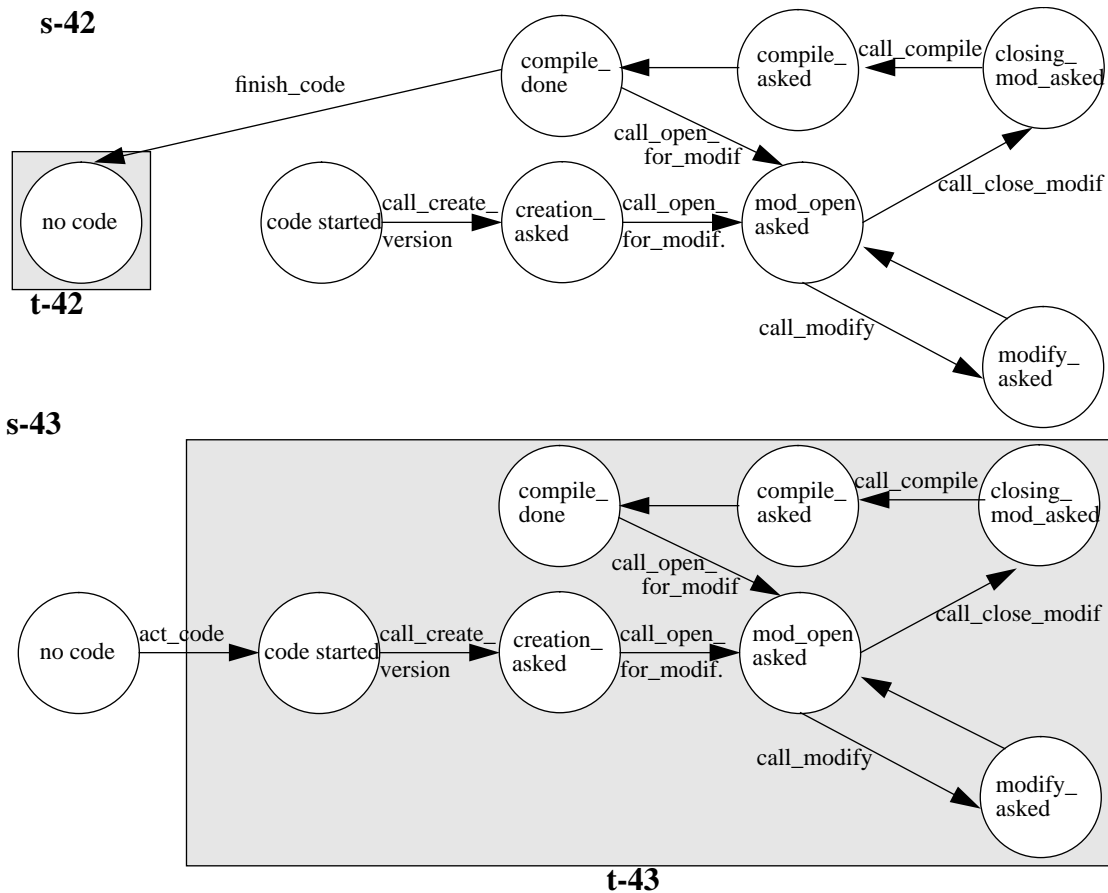 s-42
compile_
done
compile_
asked
call_compile
closing_
mod_asked
finish_code
call_open_
for_modif
no code
code started
call_create_
version
creation_
asked
call_open_
for_modif.
mod_open
asked
call_close_modif
t-42
call_modify
modify_
asked
s-43
compile_
done
compile_
asked
call_compile
closing_
mod_asked
call_open_
for_modif
no code
act_code
code started
call_create_
version
creation_
asked
call_open_
for_modif.
mod_open
asked
call_close_modif
call_modify
modify_
asked
t-43